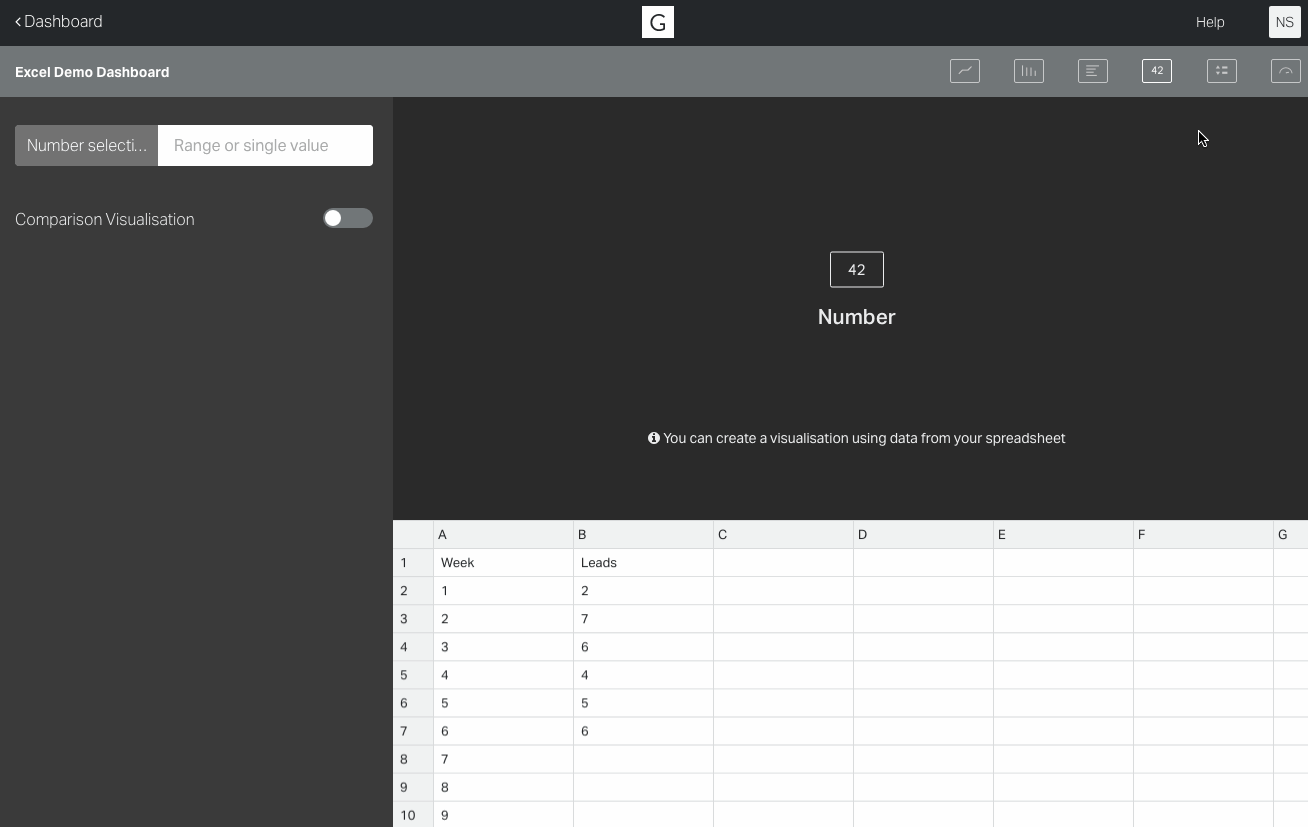 Dashboard
G
Help
NS
Excel Demo Dashboard
42
Number selecti...
Range or single value
Comparison Visualisation
42
Number
You can create a visualisation using data from your spreadsheet
A B C D E F G
1 Week Leads
2 1 2
3 2 7
4 3 6
5 4 4
6 5 5
7 6 6
8 7
9 8
10 9